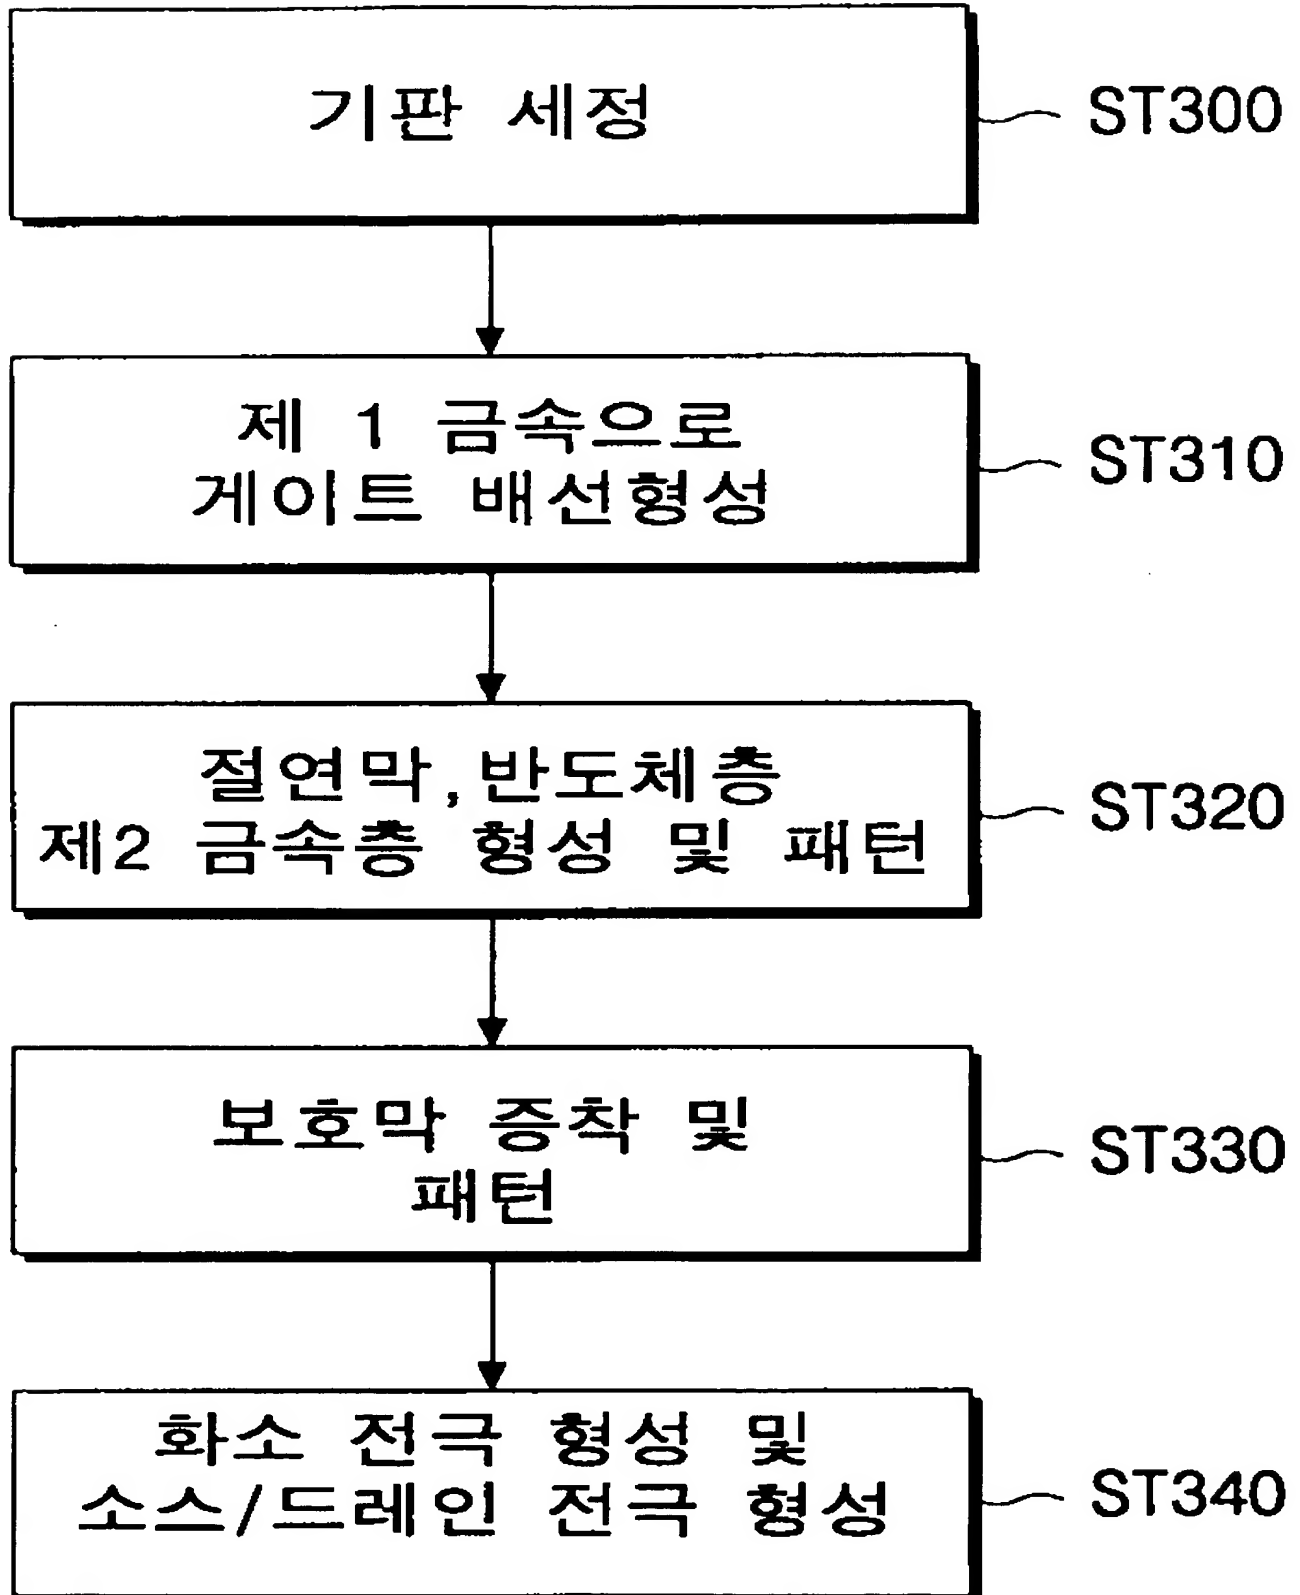 기판 세정
ST300
제 1 금속으로
게이트 배선형성
ST310
절연막,반도체층
제2 금속층 형성 및 패턴
ST320
보호막 증착 및
패턴
ST330
화소 전극 형성 및
소스/드레인 전극 형성
ST340